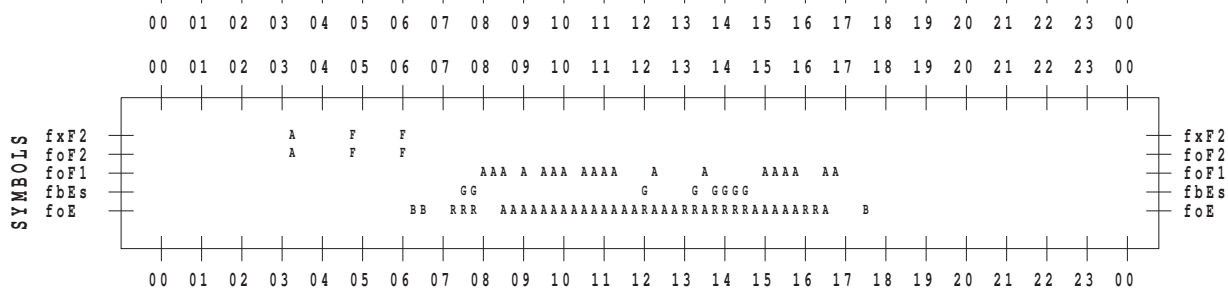 00 01 02 03 04 05 06 07 08 09 10 11 12 13 14 15 16 17 18 19 20 21 22 23 00
00 01 02 03 04 05 06 07 08 09 10 11 12 13 14 15 16 17 18 19 20 21 22 23 00
SYMBOLS
fxF2 A F F fxF2
foF2 A F F foF2
foF1 AAA A AAA AAAA A A AAAA AA foF1
fbEs GG G G GGGG fbEs
foE BB RRR AAAAAAAAAAAAAARAAARRARRRRAAAAARRA B foE
00 01 02 03 04 05 06 07 08 09 10 11 12 13 14 15 16 17 18 19 20 21 22 23 00